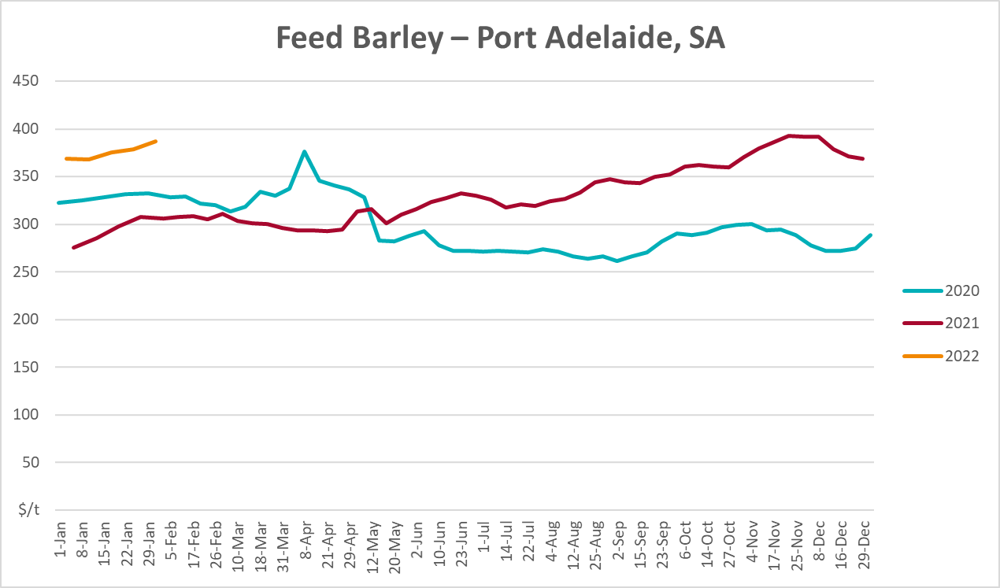 Feed Barley – Port Adelaide, SA
450
400
350
300
250
200
150
100
50
$/t
1-Jan
8-Jan
15-Jan
22-Jan
29-Jan
5-Feb
17-Feb
26-Feb
10-Mar
18-Mar
31-Mar
8-Apr
21-Apr
29-Apr
12-May
20-May
2-Jun
10-Jun
23-Jun
1-Jul
14-Jul
22-Jul
4-Aug
12-Aug
25-Aug
2-Sep
15-Sep
23-Sep
6-Oct
14-Oct
27-Oct
4-Nov
17-Nov
25-Nov
8-Dec
16-Dec
29-Dec
2020
2021
2022